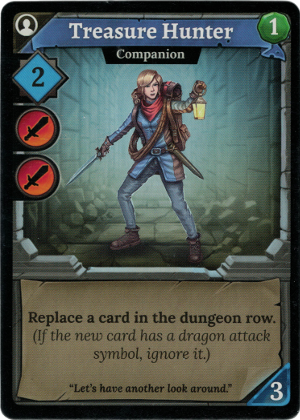 Treasure Hunter
1
Companion
2
Replace a card in the dungeon row.
(If the new card has a dragon attack
symbol, ignore it.)
“Let’s have another look around.”
3